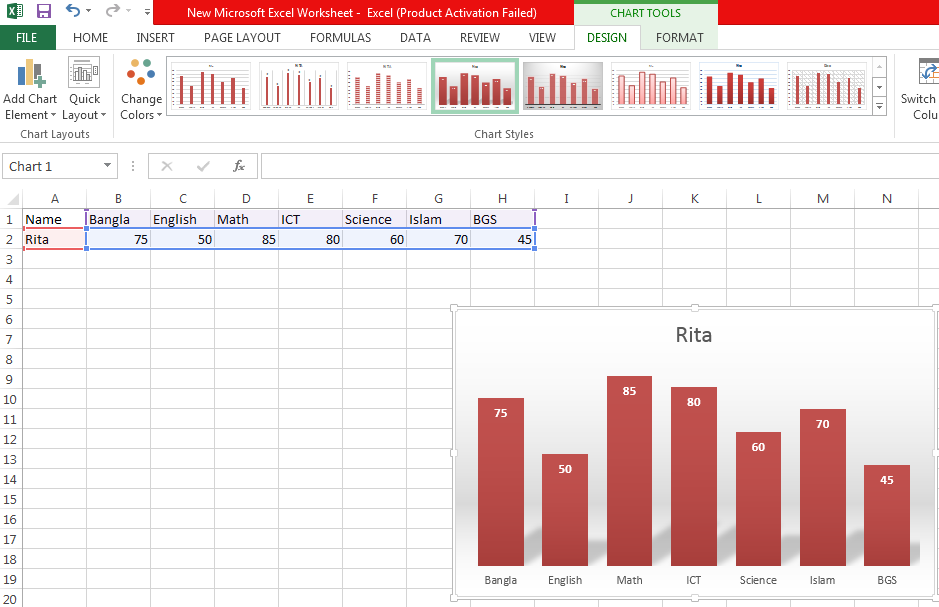 New Microsoft Excel Worksheet -  Excel (Product Activation Failed)
CHART TOOLS
FILE HOME INSERT PAGE LAYOUT FORMULAS DATA REVIEW VIEW DESIGN FORMAT
Add Chart Element
Quick Layout
Change Colors
Switch
Colu
Chart Layouts
Chart Styles
Chart 1
fx
A B C D E F G H I J K L M N
1 Name Bangla English Math ICT Science Islam BGS
2 Rita 75 50 85 80 60 70 45
3
4
5
6
7
8
9
10
11
12
13
14
15
16
17
18
19
20
Rita
75 50 85 80 60 70 45
Bangla English Math ICT Science Islam BGS